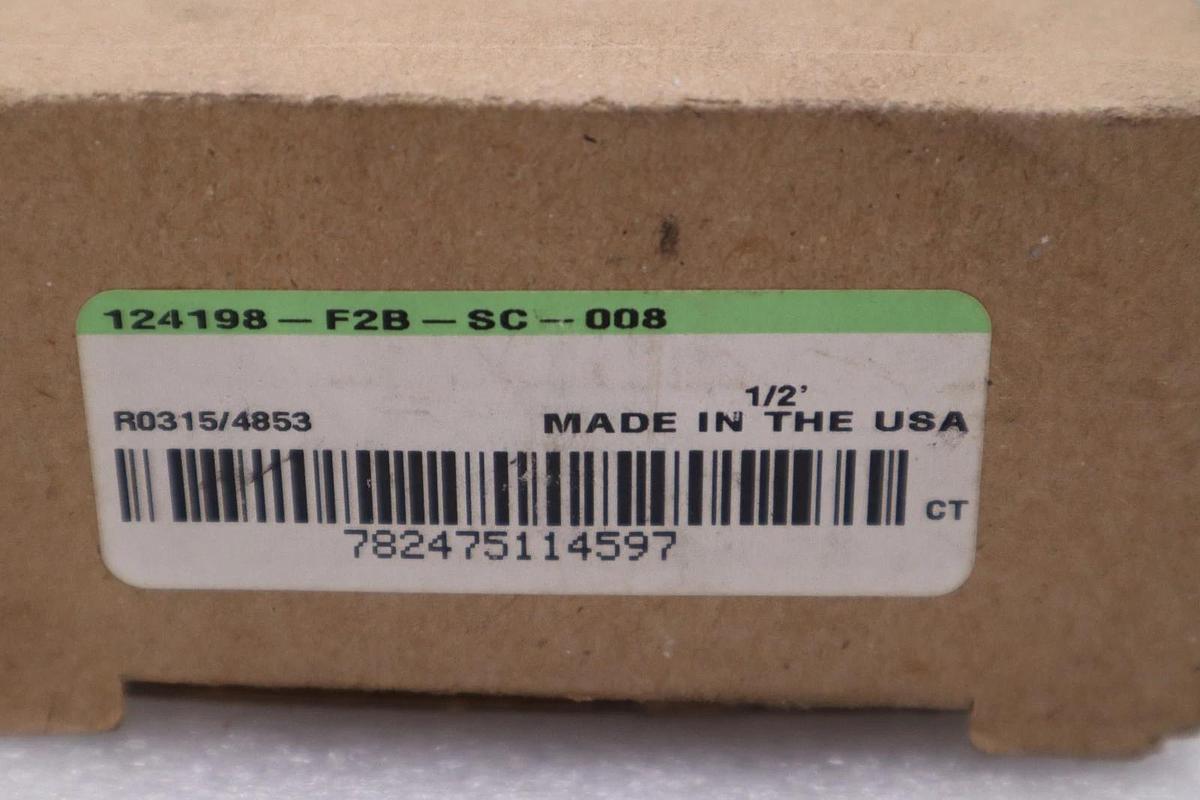 124198 - F2B - SC - 008
1/2'
R0315/4853 MADE IN THE USA
CT
782475114597